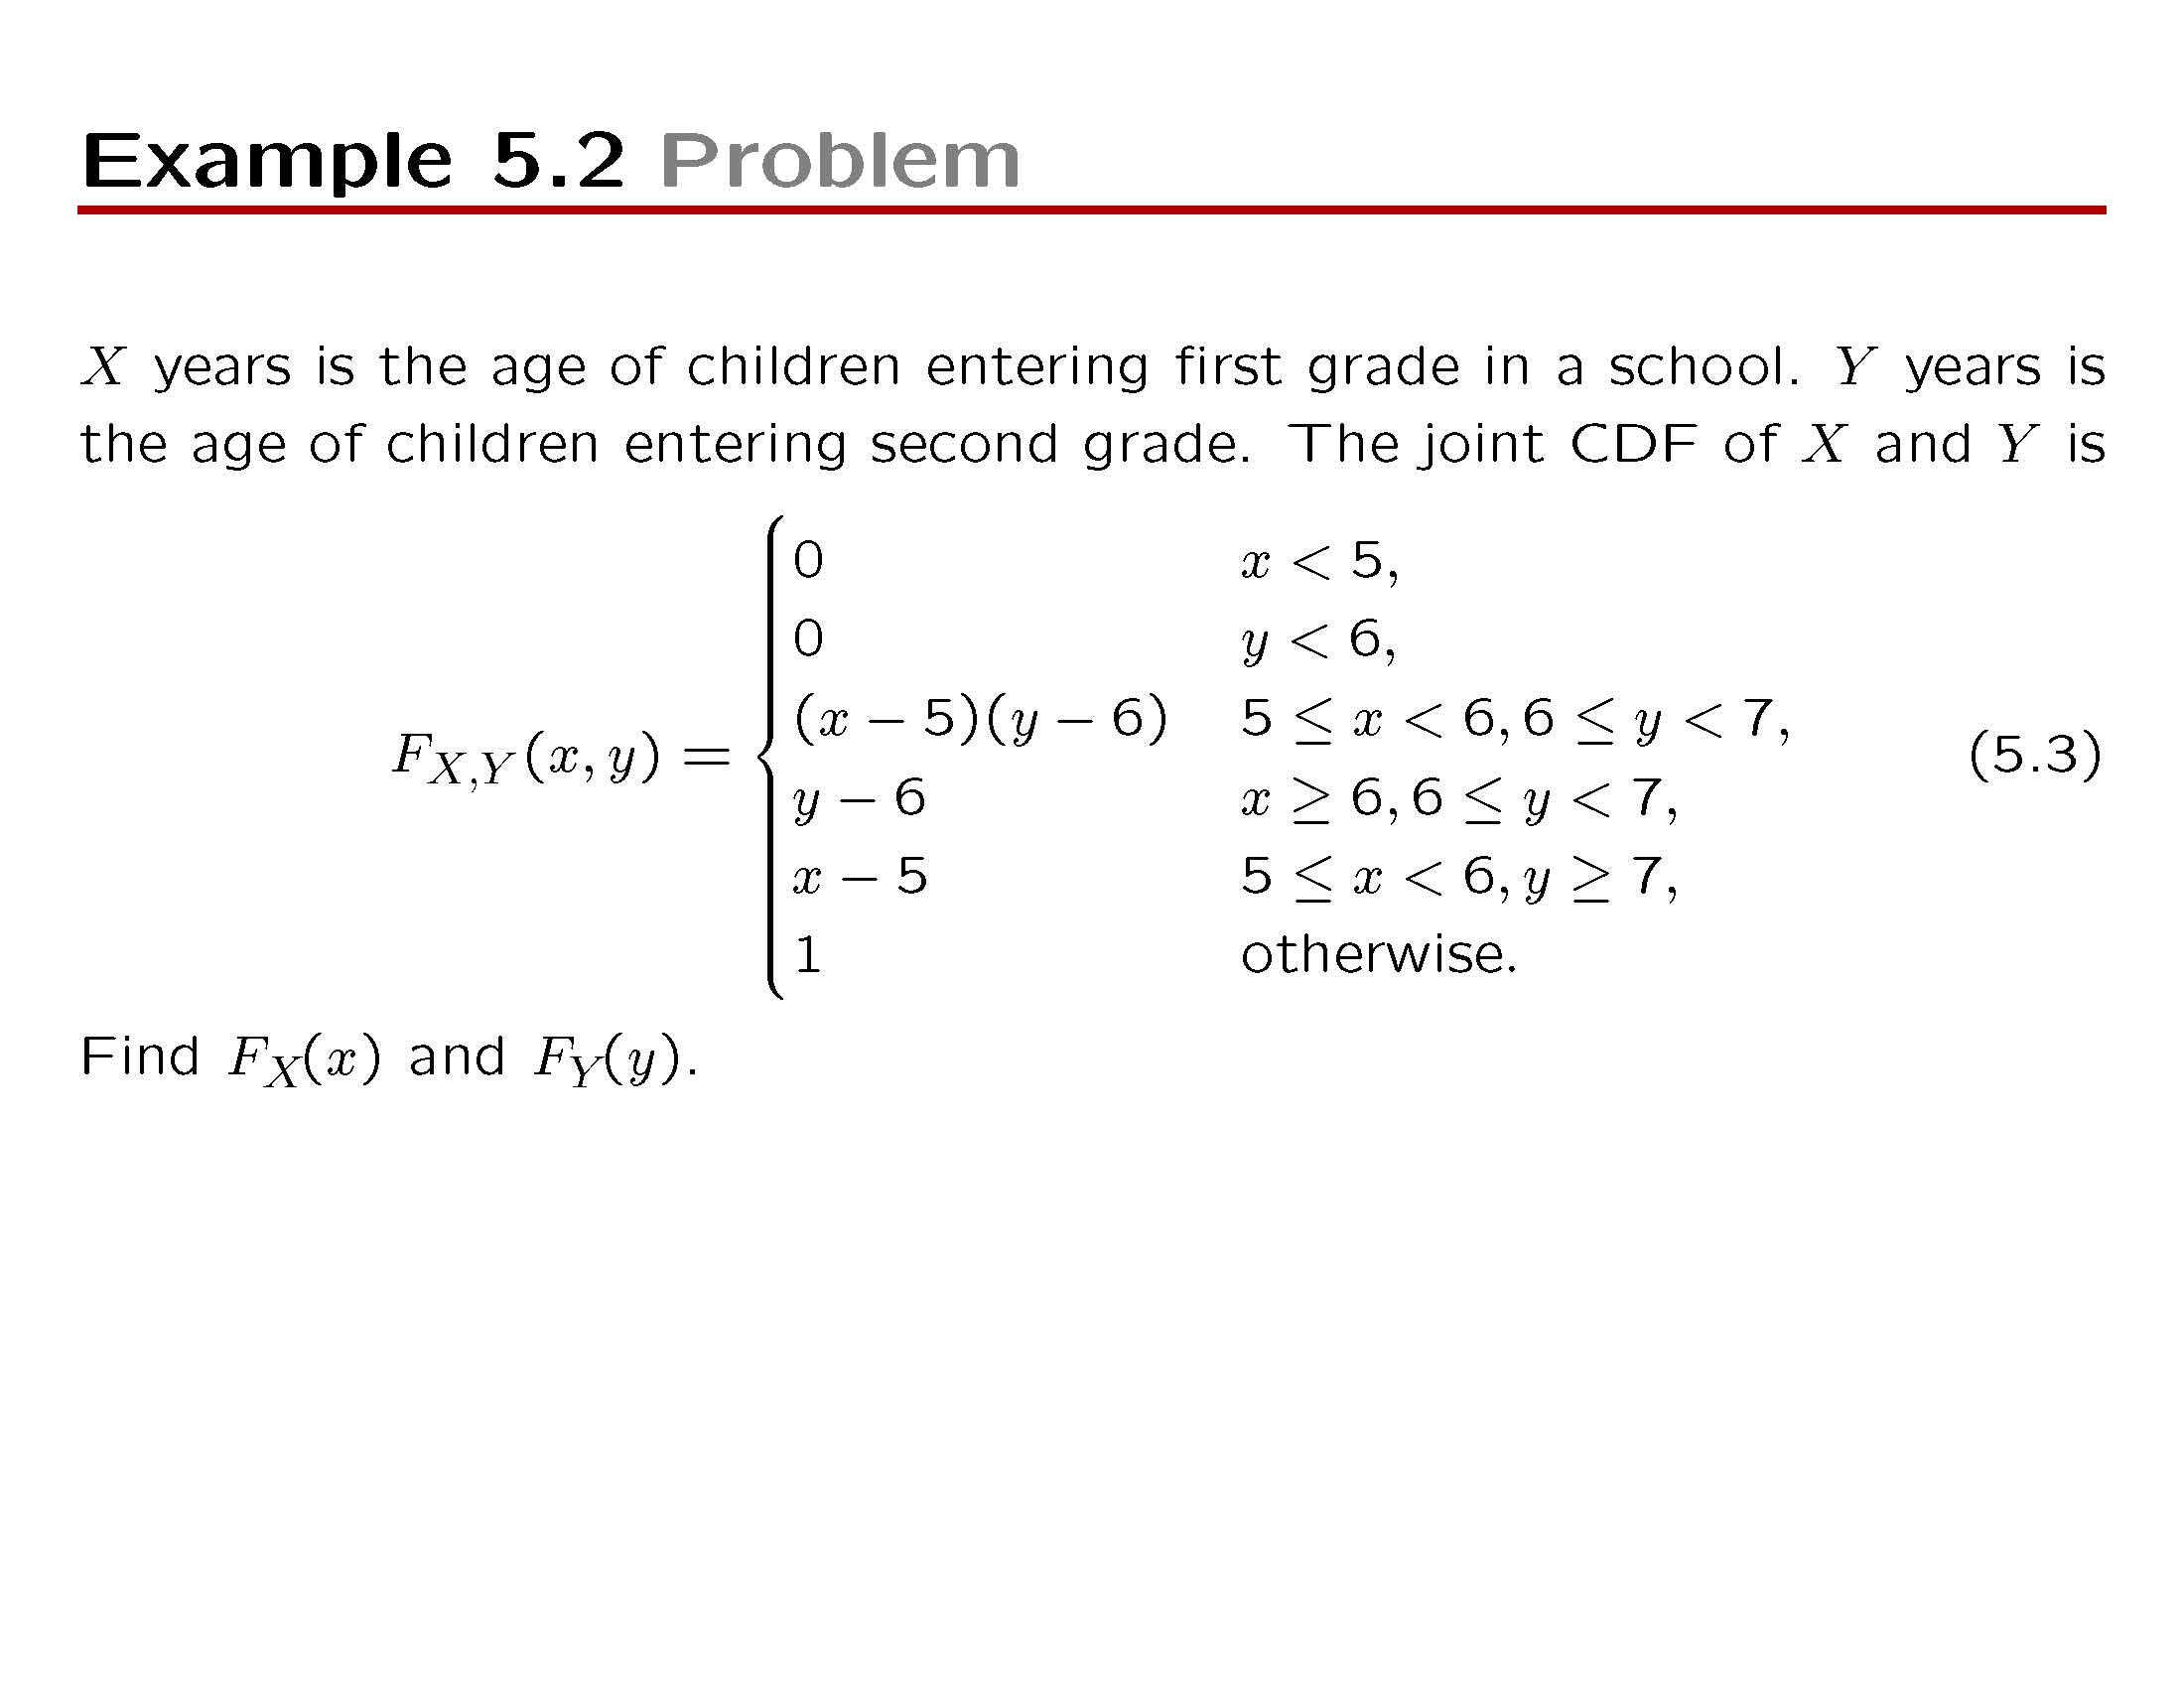 Example 5.2 Problem
X years is the age of children entering first grade in a school. Y years is
the age of children entering second grade. The joint CDF of X and Y is
0 x < 5,
0 y < 6,
(x − 5)(y − 6) 5 ≤ x < 6, 6 ≤ y < 7,
F_{X,Y}(x, y) = { (5.3)
y − 6 x ≥ 6, 6 ≤ y < 7,
x − 5 5 ≤ x < 6, y ≥ 7,
1 otherwise.
Find F_X(x) and F_Y(y).